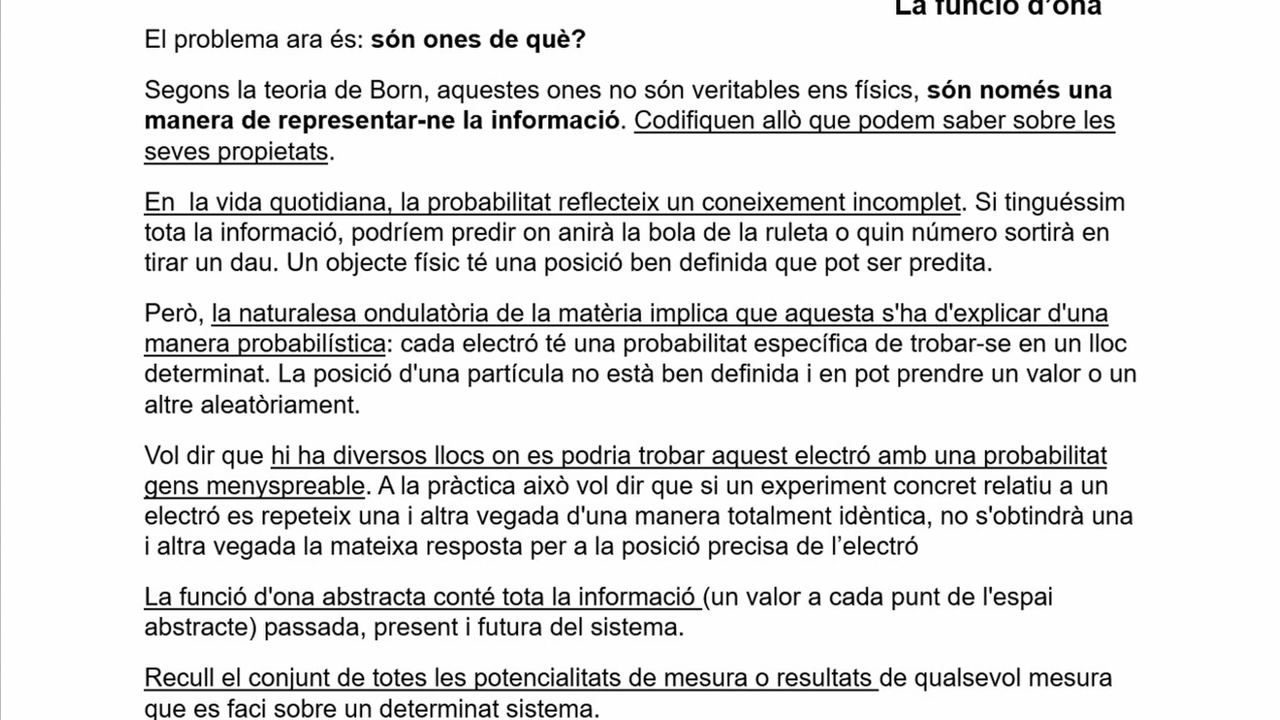 La funció d’ona
El problema ara és: són ones de què?
Segons la teoria de Born, aquestes ones no són veritables ens físics, són només una
manera de representar-ne la informació. Codifiquen allò que podem saber sobre les
seves propietats.
En  la vida quotidiana, la probabilitat reflecteix un coneixement incomplet. Si tinguéssim
tota la informació, podríem predir on anirà la bola de la ruleta o quin número sortirà en
tirar un dau. Un objecte físic té una posició ben definida que pot ser predita.
Però, la naturalesa ondulatòria de la matèria implica que aquesta s'ha d'explicar d'una
manera probabilística: cada electró té una probabilitat específica de trobar-se en un lloc
determinat. La posició d'una partícula no està ben definida i en pot prendre un valor o un
altre aleatòriament.
Vol dir que hi ha diversos llocs on es podria trobar aquest electró amb una probabilitat
gens menyspreable. A la pràctica això vol dir que si un experiment concret relatiu a un
electró es repeteix una i altra vegada d'una manera totalment idèntica, no s'obtindrà una
i altra vegada la mateixa resposta per a la posició precisa de l’electró
La funció d'ona abstracta conté tota la informació (un valor a cada punt de l'espai
abstracte) passada, present i futura del sistema.
Recull el conjunt de totes les potencialitats de mesura o resultats de qualsevol mesura
que es faci sobre un determinat sistema.